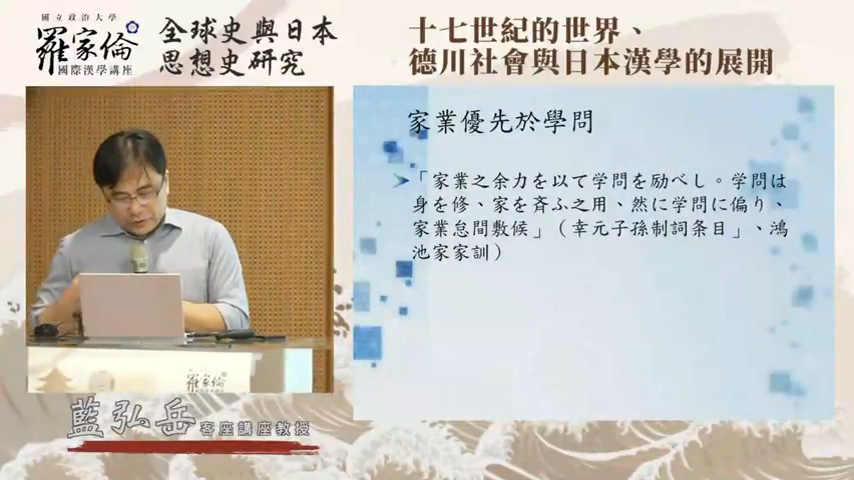 國立政治大學
羅家倫
國際漢學講座
全球史與日本
思想史研究
十七世紀的世界、
德川社會與日本漢學的展開
家業優先於學問
「家業之余力を以て学問を励べし。学問は
身を修、家を斉ふ之用、然に学問に偏り、
家業怠間敷候」（幸元子孫制詞条目」、鴻
池家家訓）
羅家倫
藍弘岳 客座講座教授